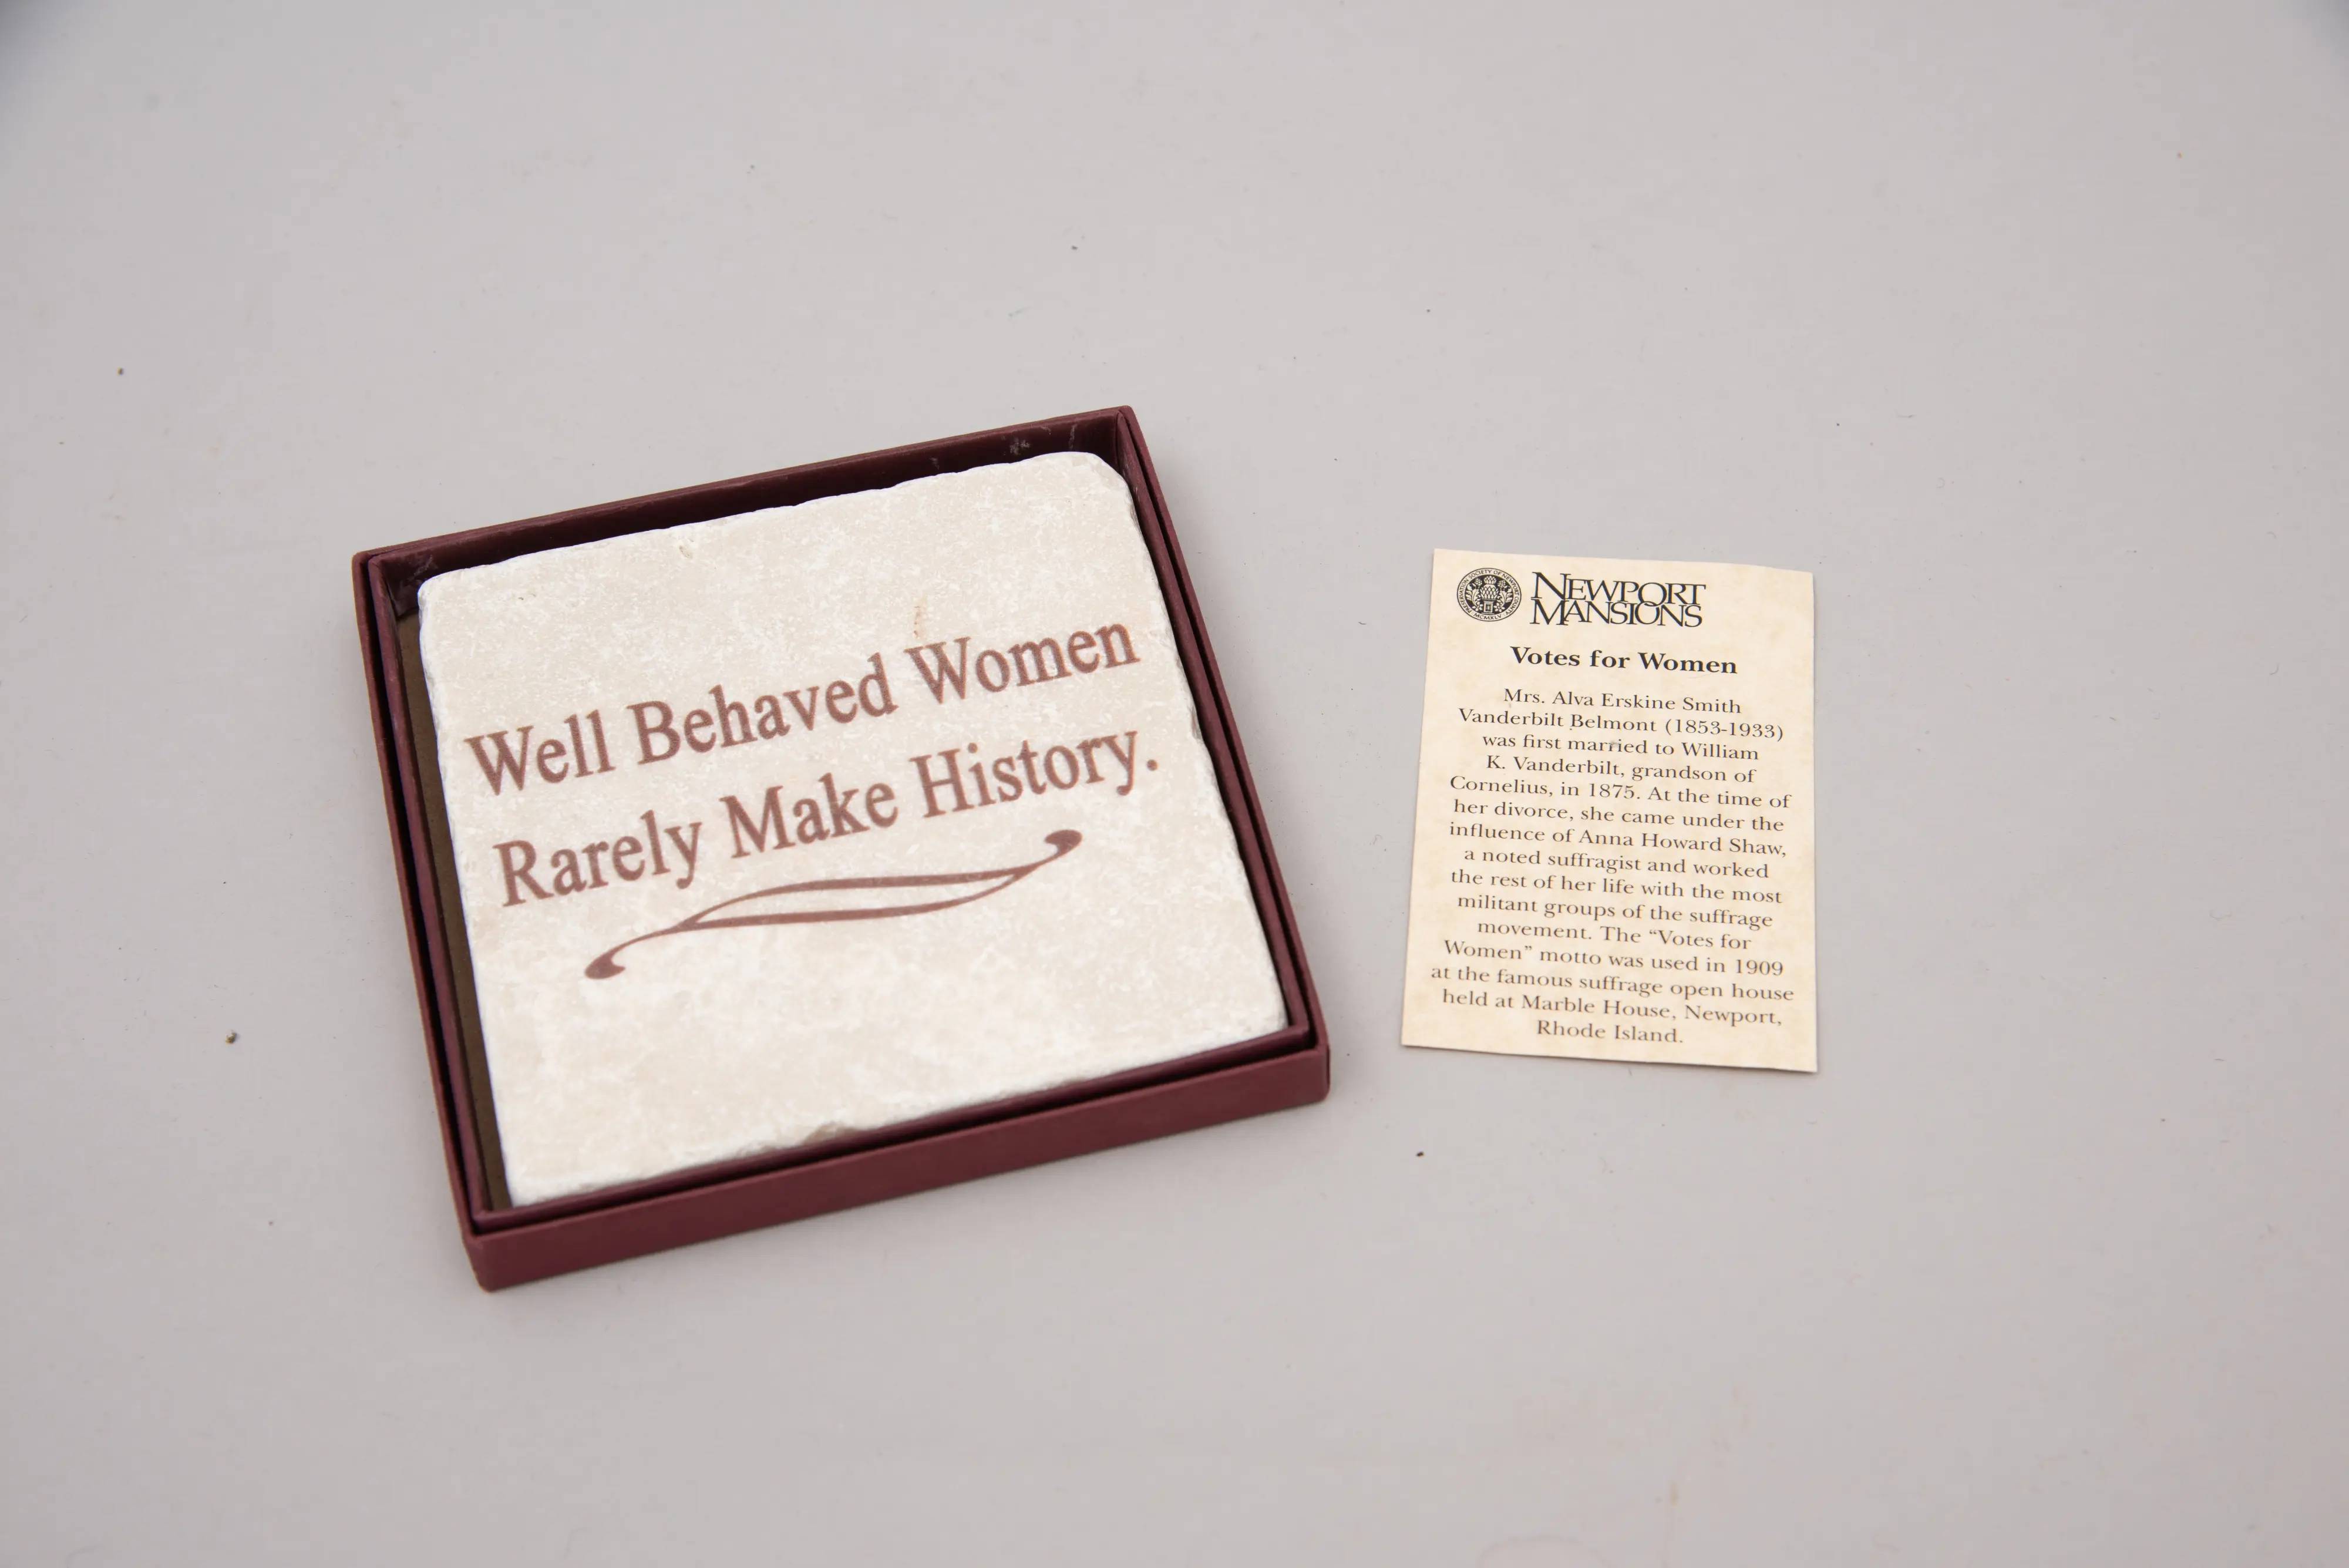 Well Behaved Women
Rarely Make History.
NEWPORT
MANSIONS
Votes for Women
Mrs. Alva Erskine Smith
Vanderbilt Belmont (1853-1933)
was first married to William
K. Vanderbilt, grandson of
Cornelius, in 1875. At the time of
her divorce, she came under the
influence of Anna Howard Shaw,
a noted suffragist and worked
the rest of her life with the most
militant groups of the suffrage
movement. The “Votes for
Women” motto was used in 1909
at the famous suffrage open house
held at Marble House, Newport,
Rhode Island.